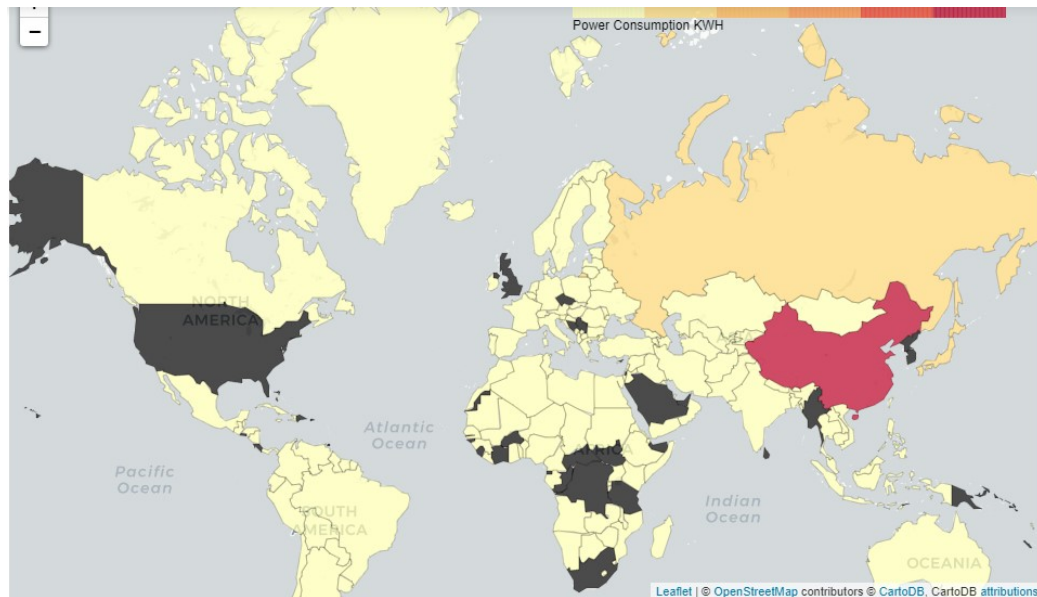 −
Power Consumption KWH
NORTH
AMERICA
Atlantic
Ocean
AFRICA
Pacific
Ocean
Indian
Ocean
SOUTH
AMERICA
OCEANIA
Leaflet | © OpenStreetMap contributors © CartoDB, CartoDB attributions